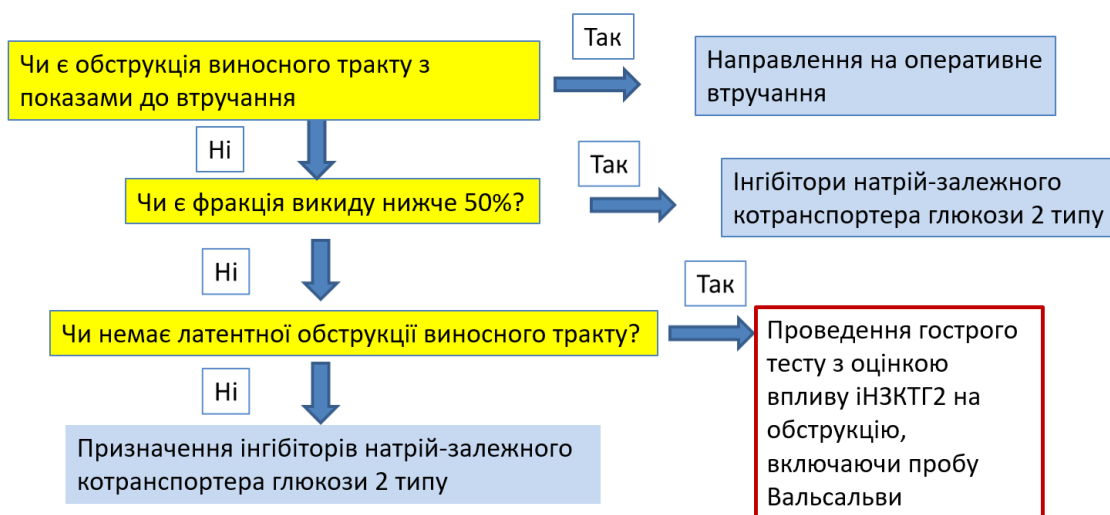 Чи є обструкція виносного тракту з
показами до втручання
Так
Направлення на оперативне
втручання
Ні
Чи є фракція викиду нижче 50%?
Так
Інгібітори натрій-залежного
котранспортера глюкози 2 типу
Ні
Чи немає латентної обструкції виносного тракту?
Так
Проведення гострого
тесту з оцінкою
впливу іНЗКТГ2 на
обструкцію,
включаючи пробу
Вальсальви
Ні
Призначення інгібіторів натрій-залежного
котранспортера глюкози 2 типу